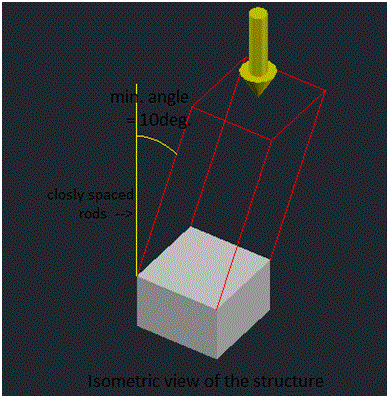 min. angle
= 10deg.
closly spaced
rods -->
Isometric view of the structure